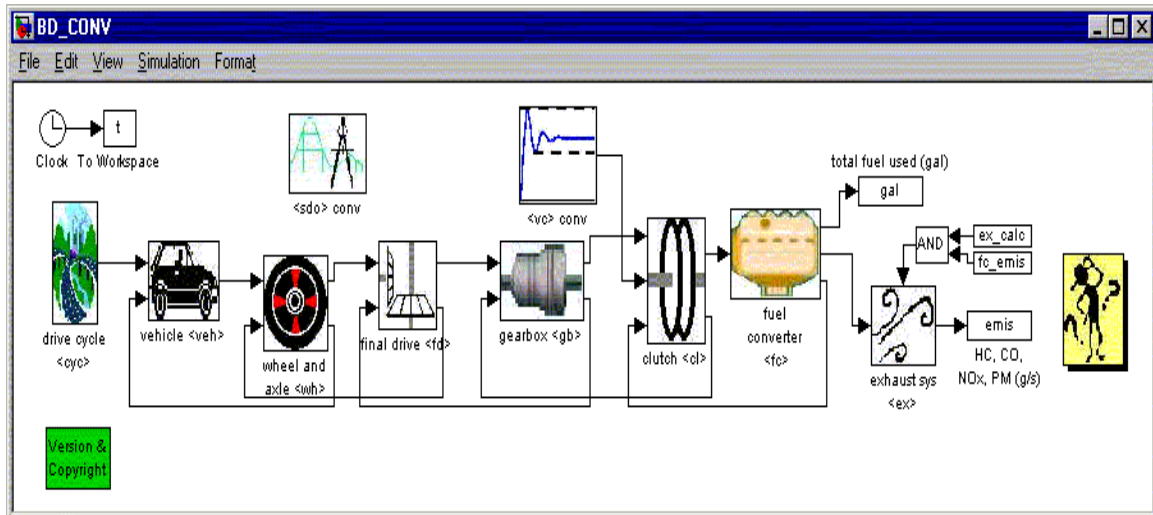 BD_CONV
File Edit View Simulation Format
t
Clock To Workspace
<sdo> conv
<vc> conv
total fuel used (gal)
gal
AND
ex_calc
fc_emis
drive cycle
<cyc>
vehicle <veh>
wheel and
axle <wh>
final drive <fd>
gearbox <gb>
clutch <cl>
fuel
converter
<fc>
exhaust sys
<ex>
emis
HC, CO,
NOx, PM (g/s)
?
?
Version &
Copyright